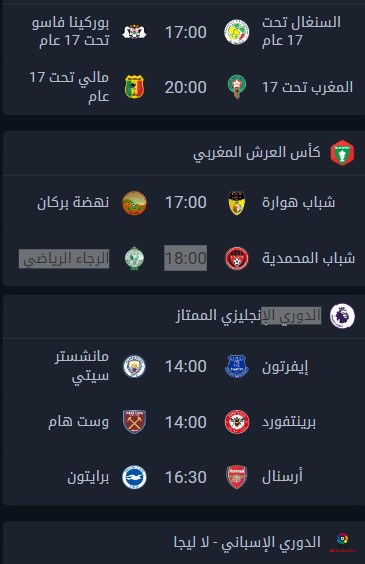 السنغال تحت 17 عام 17:00 بوركينا فاسو تحت 17 عام
المغرب تحت 17 20:00 مالي تحت 17 عام
كأس العرش المغربي
شباب هوارة 17:00 نهضة بركان
شباب المحمدية 18:00 الرجاء الرياضي
الدوري الإنجليزي الممتاز
إيفرتون 14:00 مانشستر سيتي
برينتفورد 14:00 وست هام
أرسنال 16:30 برايتون
الدوري الإسباني - لا ليجا